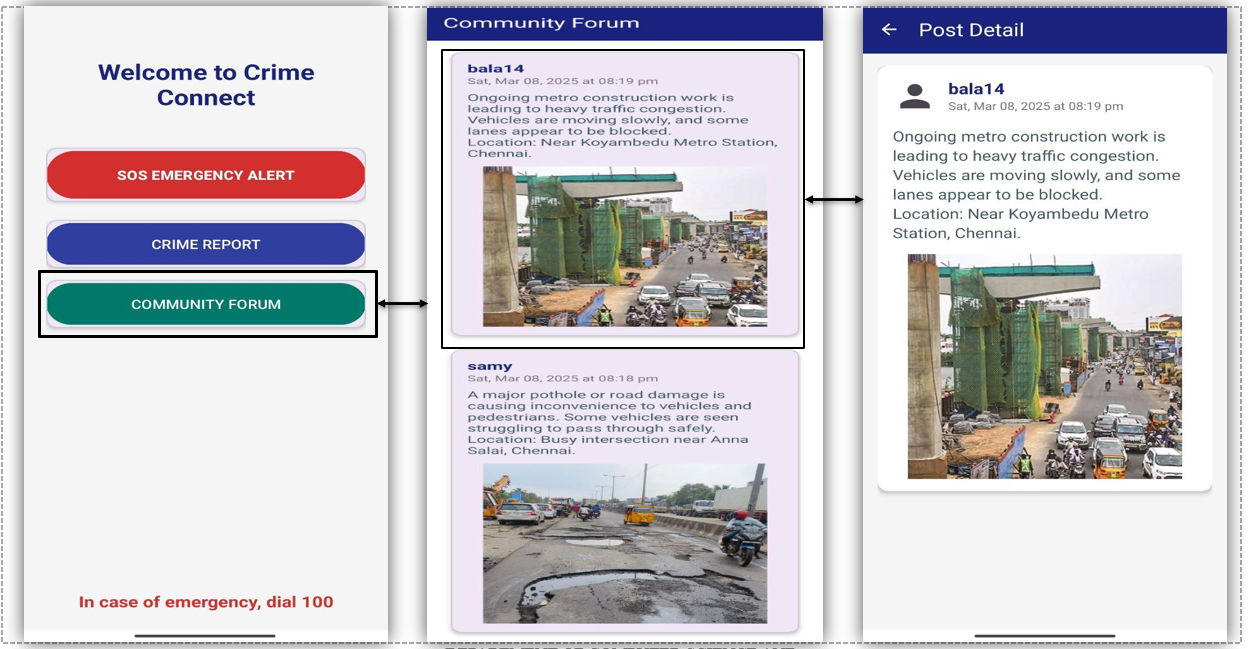 Welcome to Crime
Connect
SOS EMERGENCY ALERT
CRIME REPORT
COMMUNITY FORUM
In case of emergency, dial 100
Community Forum
bala14
Sat, Mar 08, 2025 at 08:19 pm
Ongoing metro construction work is
leading to heavy traffic congestion.
Vehicles are moving slowly, and some
lanes appear to be blocked.
Location: Near Koyambedu Metro Station,
Chennai.
samy
Sat, Mar 08, 2025 at 08:18 pm
A major pothole or road damage is
causing inconvenience to vehicles and
pedestrians. Some vehicles are seen
struggling to pass through safely.
Location: Busy intersection near Anna
Salai, Chennai.
Post Detail
bala14
Sat, Mar 08, 2025 at 08:19 pm
Ongoing metro construction work is
leading to heavy traffic congestion.
Vehicles are moving slowly, and some
lanes appear to be blocked.
Location: Near Koyambedu Metro
Station, Chennai.